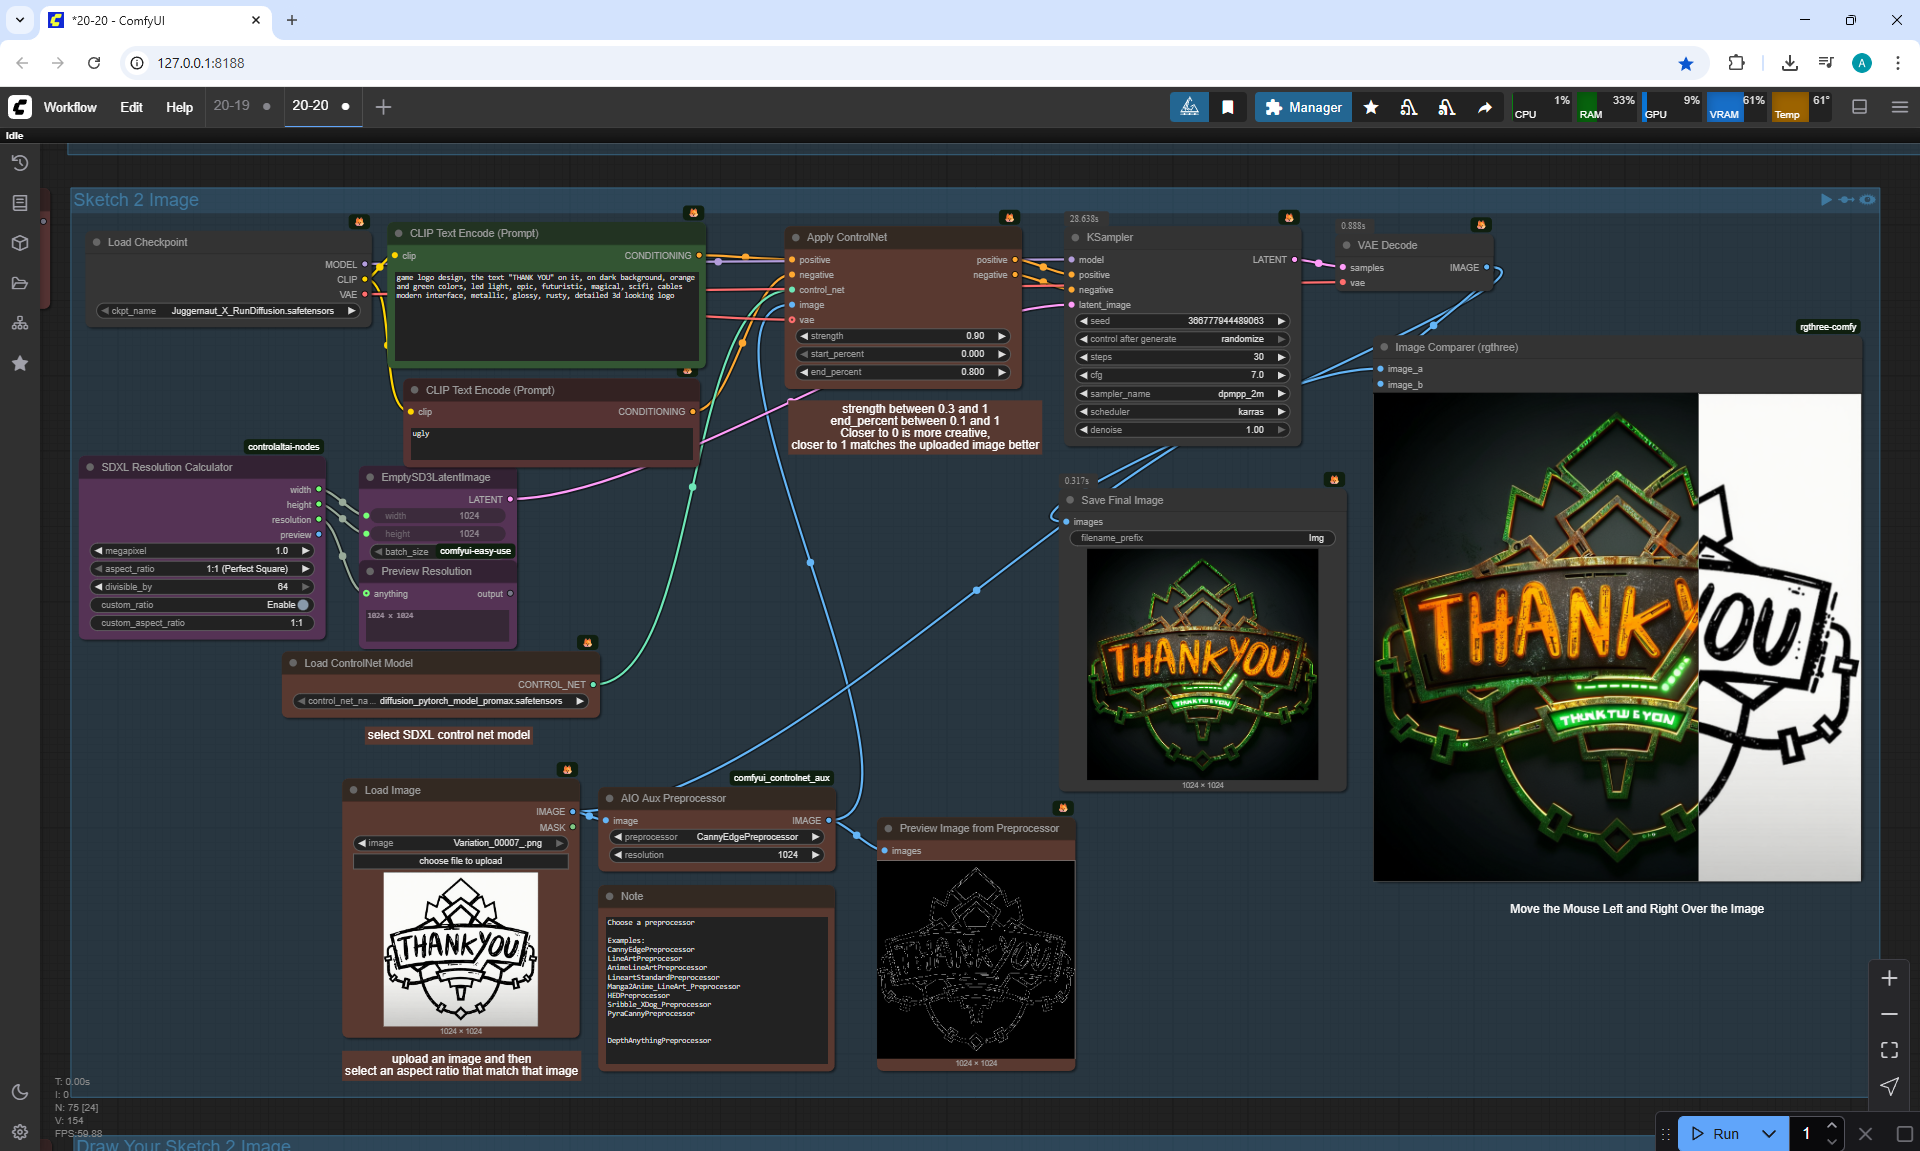 *20-20 - ComfyUI
127.0.0.1:8188
Workflow Edit Help 20-19 20-20
Manager
CPU 1% RAM 33% GPU 9% VRAM 61% Temp 61°
Idle
Sketch 2 Image
Load Checkpoint
MODEL
CLIP
VAE
ckpt_name Juggernaut_X_RunDiffusion.safetensors
CLIP Text Encode (Prompt)
clip CONDITIONING
game logo design, the text "THANK YOU" on it, on dark background, orange
and green colors, led light, epic, futuristic, magical, scifi, cables
modern interface, metallic, glossy, rusty, detailed 3d looking logo
CLIP Text Encode (Prompt)
clip CONDITIONING
ugly
Apply ControlNet
positive positive
negative negative
control_net
image
vae
strength 0.90
start_percent 0.000
end_percent 0.800
strength between 0.3 and 1
end_percent between 0.1 and 1
Closer to 0 is more creative,
closer to 1 matches the uploaded image better
28.638s
KSampler
model LATENT
positive
negative
latent_image
seed 366777944489063
control after generate randomize
steps 30
cfg 7.0
sampler_name dpmpp_2m
scheduler karras
denoise 1.00
0.888s
VAE Decode
samples IMAGE
vae
rgthree-comfy
Image Comparer (rgthree)
image_a
image_b
THANK YOU
THNKTW E YON
Move the Mouse Left and Right Over the Image
controlaltai-nodes
SDXL Resolution Calculator
width
height
resolution
preview
megapixel 1.0
aspect_ratio 1:1 (Perfect Square)
divisible_by 64
custom_ratio Enable
custom_aspect_ratio 1:1
EmptySD3LatentImage
LATENT
width 1024
height 1024
batch_size
comfyui-easy-use
Preview Resolution
anything output
1024 x 1024
Load ControlNet Model
CONTROL_NET
control_net_na... diffusion_pytorch_model_promax.safetensors
select SDXL control net model
0.317s
Save Final Image
images
filename_prefix Img
THANK YOU
1024 × 1024
Load Image
IMAGE
MASK
image Variation_00007_.png
choose file to upload
THANK YOU
1024 × 1024
upload an image and then
select an aspect ratio that match that image
comfyui_controlnet_aux
AIO Aux Preprocessor
image IMAGE
preprocessor CannyEdgePreprocessor
resolution 1024
Note
Choose a preprocessor
Examples:
CannyEdgePreprocessor
LineArtPreprocesor
AnimeLineArtPreprocessor
LineartStandardPreprocessor
Manga2Anime_LineArt_Preprocessor
HEDPreprocessor
Sribble_XDog_Preprocessor
PyraCannyPreprocessor
DepthAnythingPreprocessor
Preview Image from Preprocessor
images
THANK YOU
1024 × 1024
T: 0.00s
I: 0
N: 75 [24]
V: 154
FPS:59.88
Draw Your Sketch 2 Image
Run 1
A